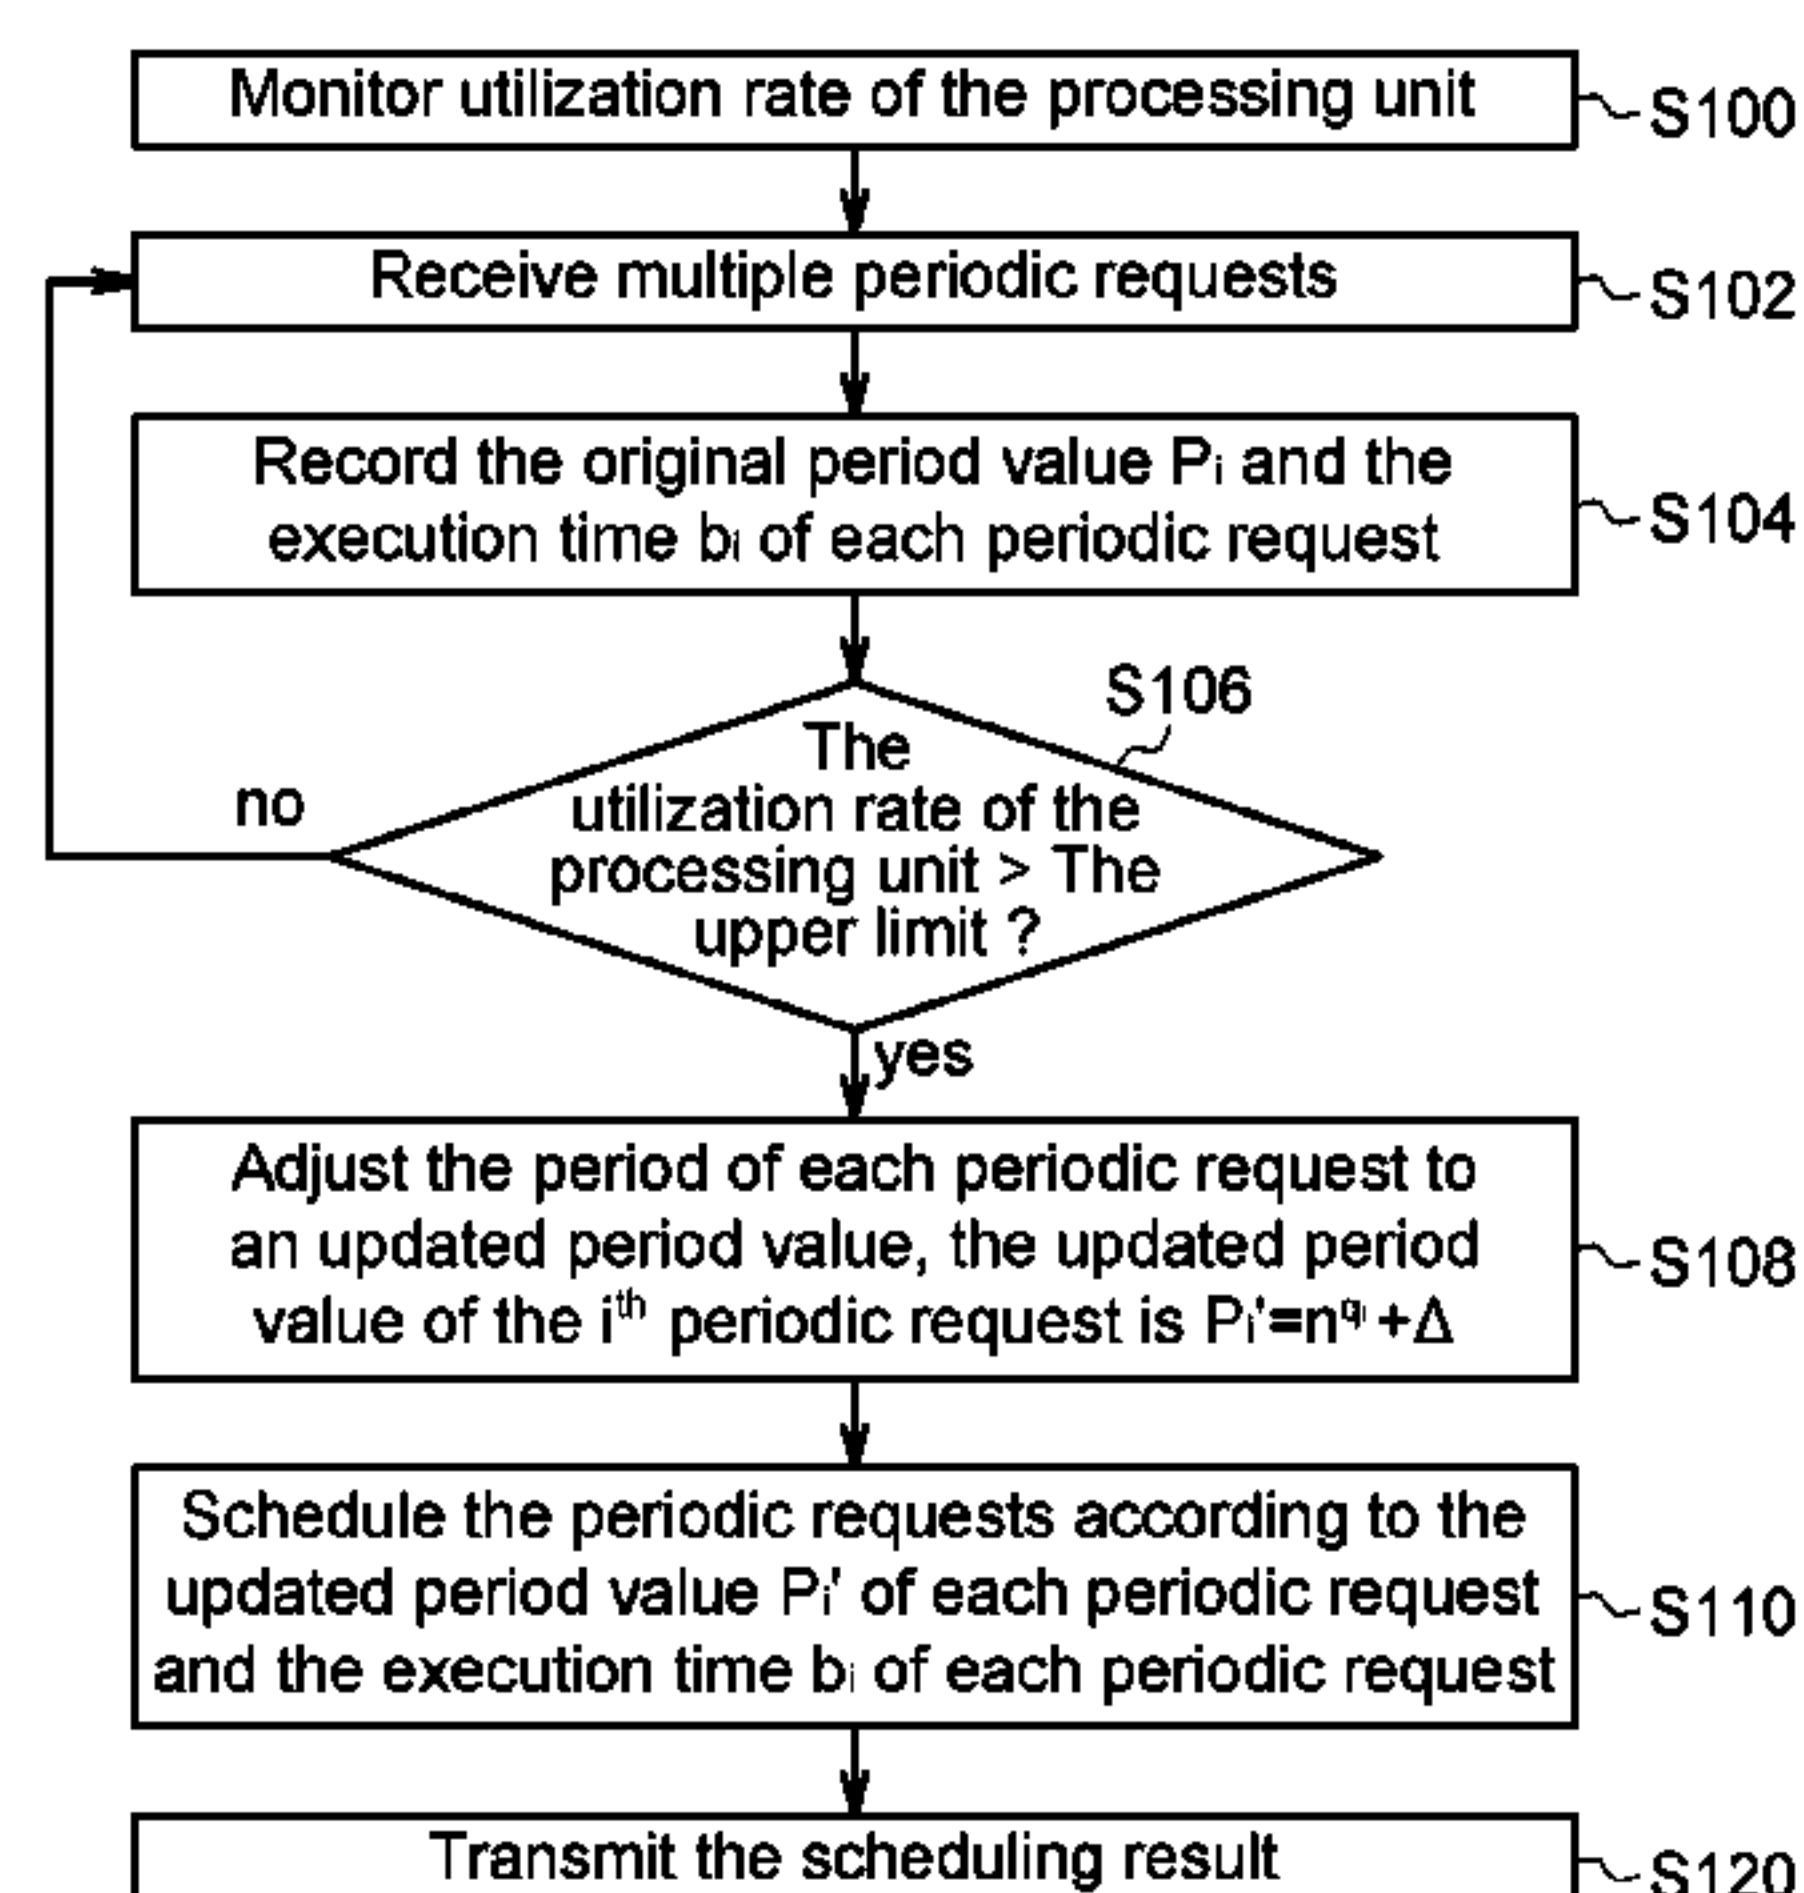 Monitor utilization rate of the processing unit
S100
Receive multiple periodic requests
S102
Record the original period value Pᵢ and the
execution time bᵢ of each periodic request
S104
S106
The
utilization rate of the
processing unit > The
upper limit ?
no
yes
Adjust the period of each periodic request to
an updated period value, the updated period
value of the iᵗʰ periodic request is Pᵢ'=n^qᵢ +Δ
S108
Schedule the periodic requests according to the
updated period value Pᵢ' of each periodic request
and the execution time bᵢ of each periodic request
S110
Transmit the scheduling result
S120